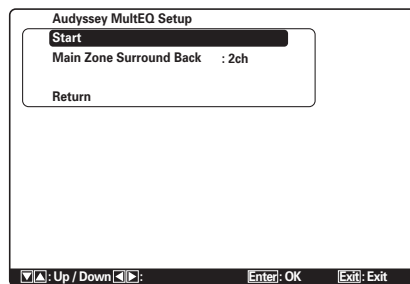 Audyssey MultEQ Setup
Start
Main Zone Surround Back : 2ch
Return
▼▲: Up / Down ◀▶: Enter: OK Exit: Exit